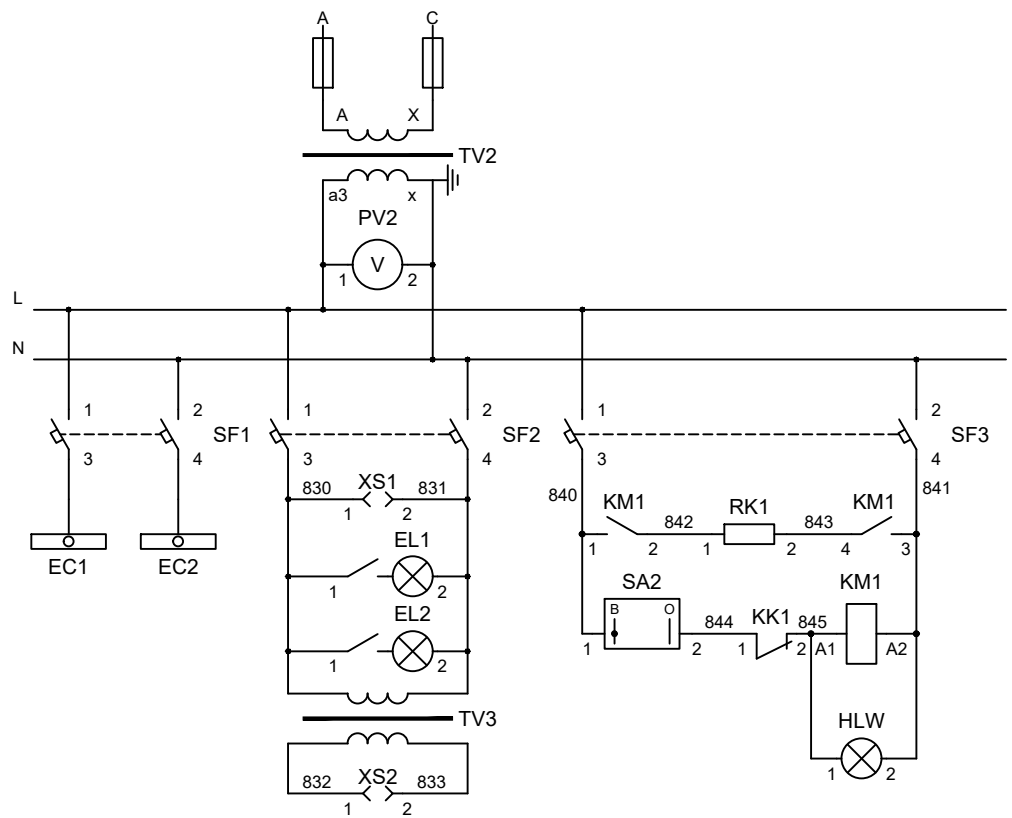 A C
A X
TV2
a3 x
PV2
V
1 2
L
N
1 2 1 2 1 2
SF1 SF2 SF3
3 4 3 4 3 4
830 XS1 831 840 841
1 2
KM1 842 RK1 843 KM1
1 2 1 2 4 3
EC1 EC2
EL1
1 2
SA2 KK1 KM1
B O
844 845
1 2 1 2 A1 A2
EL2
1 2
TV3
HLW
1 2
832 XS2 833
1 2